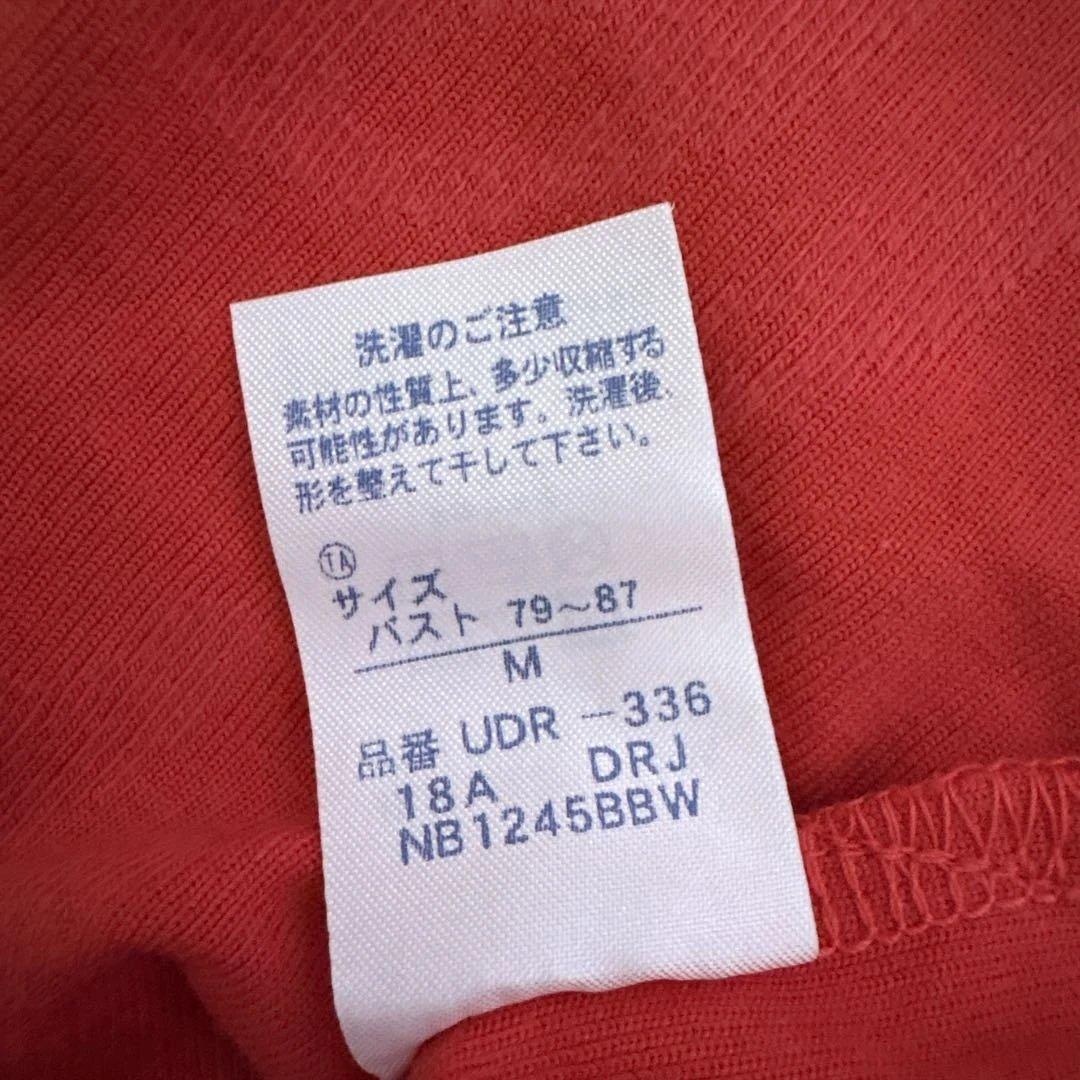 洗濯のご注意
素材の性質上、多少収縮する
可能性があります。洗濯後、
形を整えて干して下さい。
TA
サイズ
バスト 79〜87
M
品番 UDR -336
18A DRJ
NB1245BBW